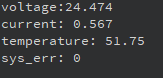 voltage:24.474
current: 0.567
temperature: 51.75
sys_err: 0